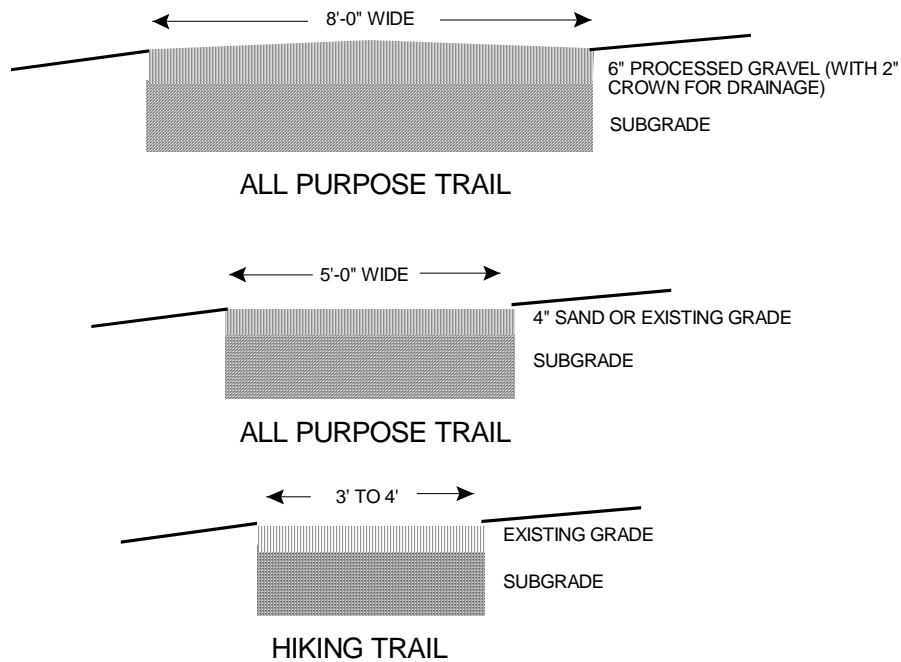 8'-0" WIDE
6" PROCESSED GRAVEL (WITH 2"
CROWN FOR DRAINAGE)
SUBGRADE
ALL PURPOSE TRAIL
5'-0" WIDE
4" SAND OR EXISTING GRADE
SUBGRADE
ALL PURPOSE TRAIL
3' TO 4'
EXISTING GRADE
SUBGRADE
HIKING TRAIL